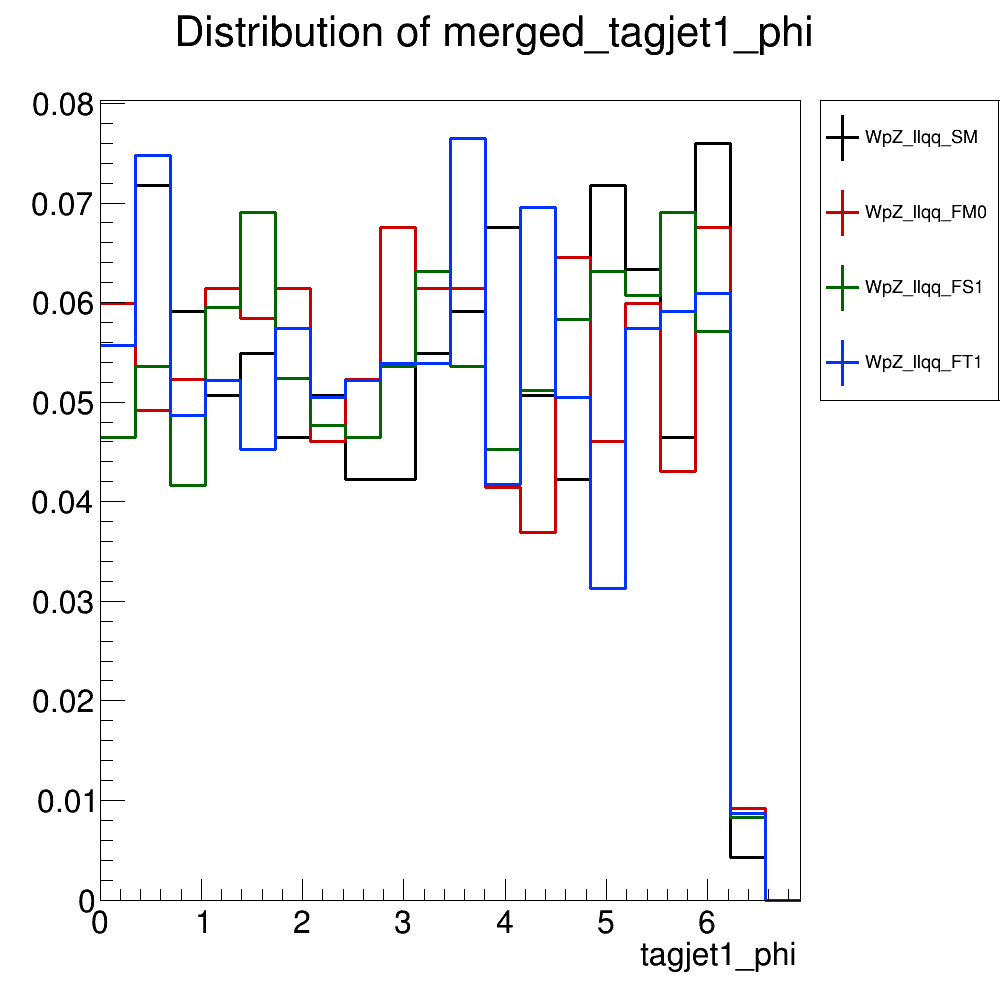 Distribution of merged_tagjet1_phi
0.08
0.07
0.06
0.05
0.04
0.03
0.02
0.01
0
0 1 2 3 4 5 6
tagjet1_phi
WpZ_llqq_SM
WpZ_llqq_FM0
WpZ_llqq_FS1
WpZ_llqq_FT1